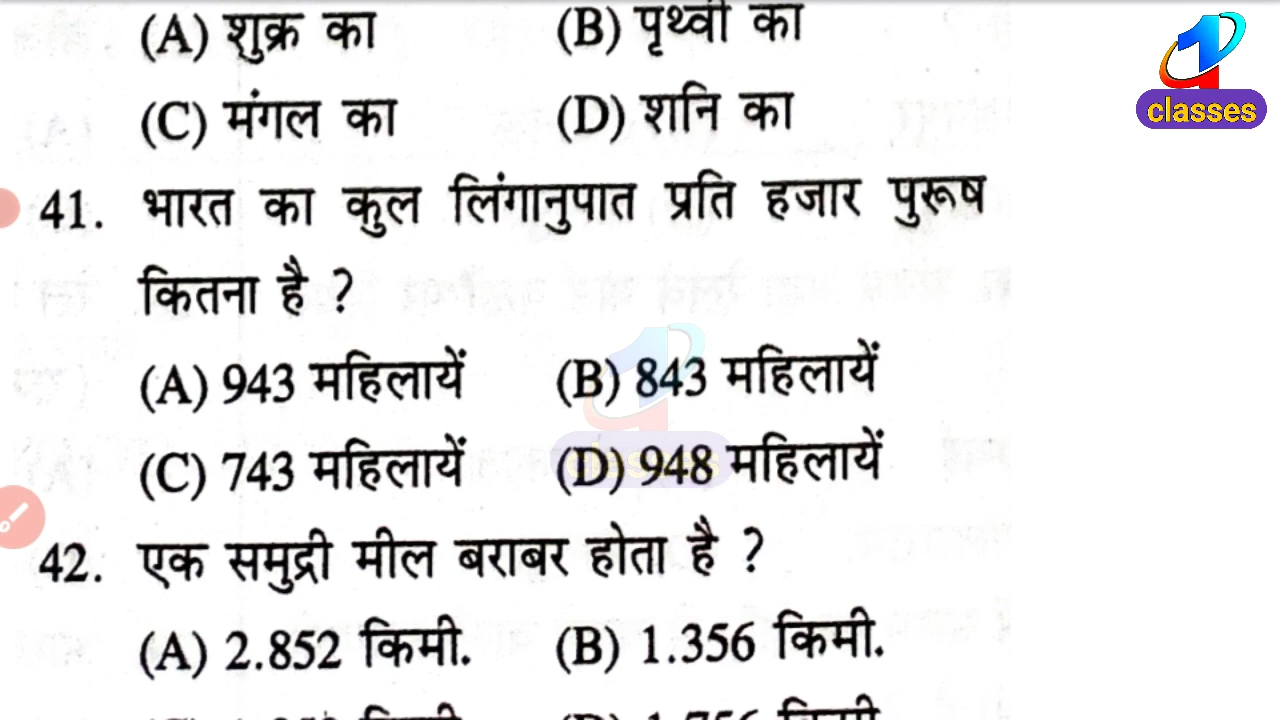 (A) शुक्र का (B) पृथ्वी का
(C) मंगल का (D) शनि का
41. भारत का कुल लिंगानुपात प्रति हजार पुरूष
कितना है ?
(A) 943 महिलायें (B) 843 महिलायें
(C) 743 महिलायें (D) 948 महिलायें
42. एक समुद्री मील बराबर होता है ?
(A) 2.852 किमी. (B) 1.356 किमी.
classes
classes